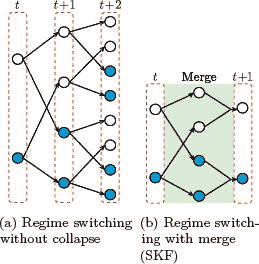 t
t+1
t+2
t
Merge
t+1
(a) Regime switching
without collapse
(b) Regime switch-
ing with merge
(SKF)